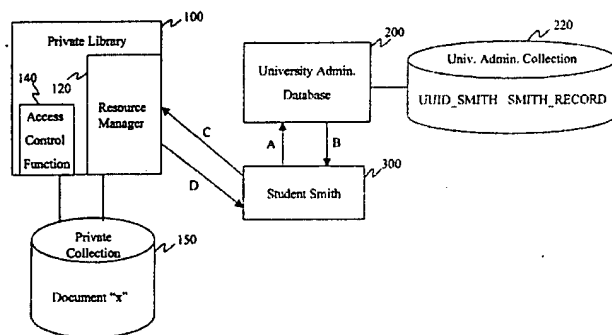 100
Private Library
140
120
Access
Control
Function
Resource
Manager
200
University Admin.
Database
220
Univ. Admin. Collection
UUID_SMITH SMITH_RECORD
A
B
C
D
300
Student Smith
150
Private
Collection
Document "x"